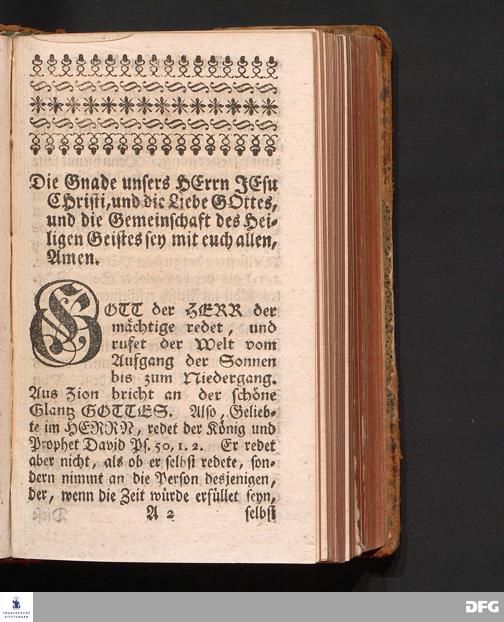 Die Gnade unsers HErrn JEsu
CHristi, und die Liebe GOttes,
und die Gemeinschaft des Hei-
ligen Geistes sey mit euch allen,
Amen.
GOTT der HERR der
mächtige redet, und
rufet der Welt vom
Aufgang der Sonnen
bis zum Niedergang.
Aus Zion bricht an der schöne
Glantz GOTTES. Also, Gelieb-
te im HERRN, redet der König und
Prophet David Ps. 50, 1. 2. Er redet
aber nicht, als ob er selbst redete, son-
dern nimmt an die Person desjenigen,
der, wenn die Zeit würde erfüllet seyn,
A 2 selbst
FRANCKESCHE
STIFTUNGEN
DFG